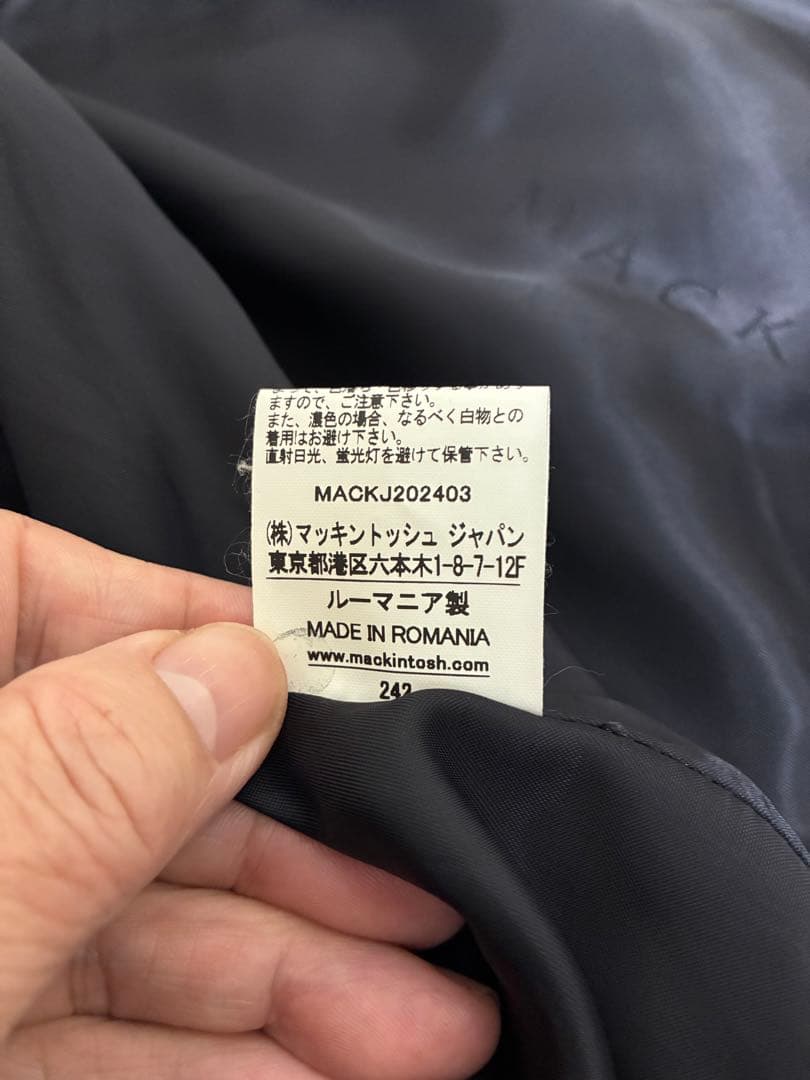 MACK
ますので、ご注意下さい。
また、濃色の場合、なるべく白物との
着用はお避け下さい。
直射日光、蛍光灯を避けて保管下さい。
MACKJ202403
(株)マッキントッシュ ジャパン
東京都港区六本木1-8-7-12F
ルーマニア製
MADE IN ROMANIA
www.mackintosh.com
242